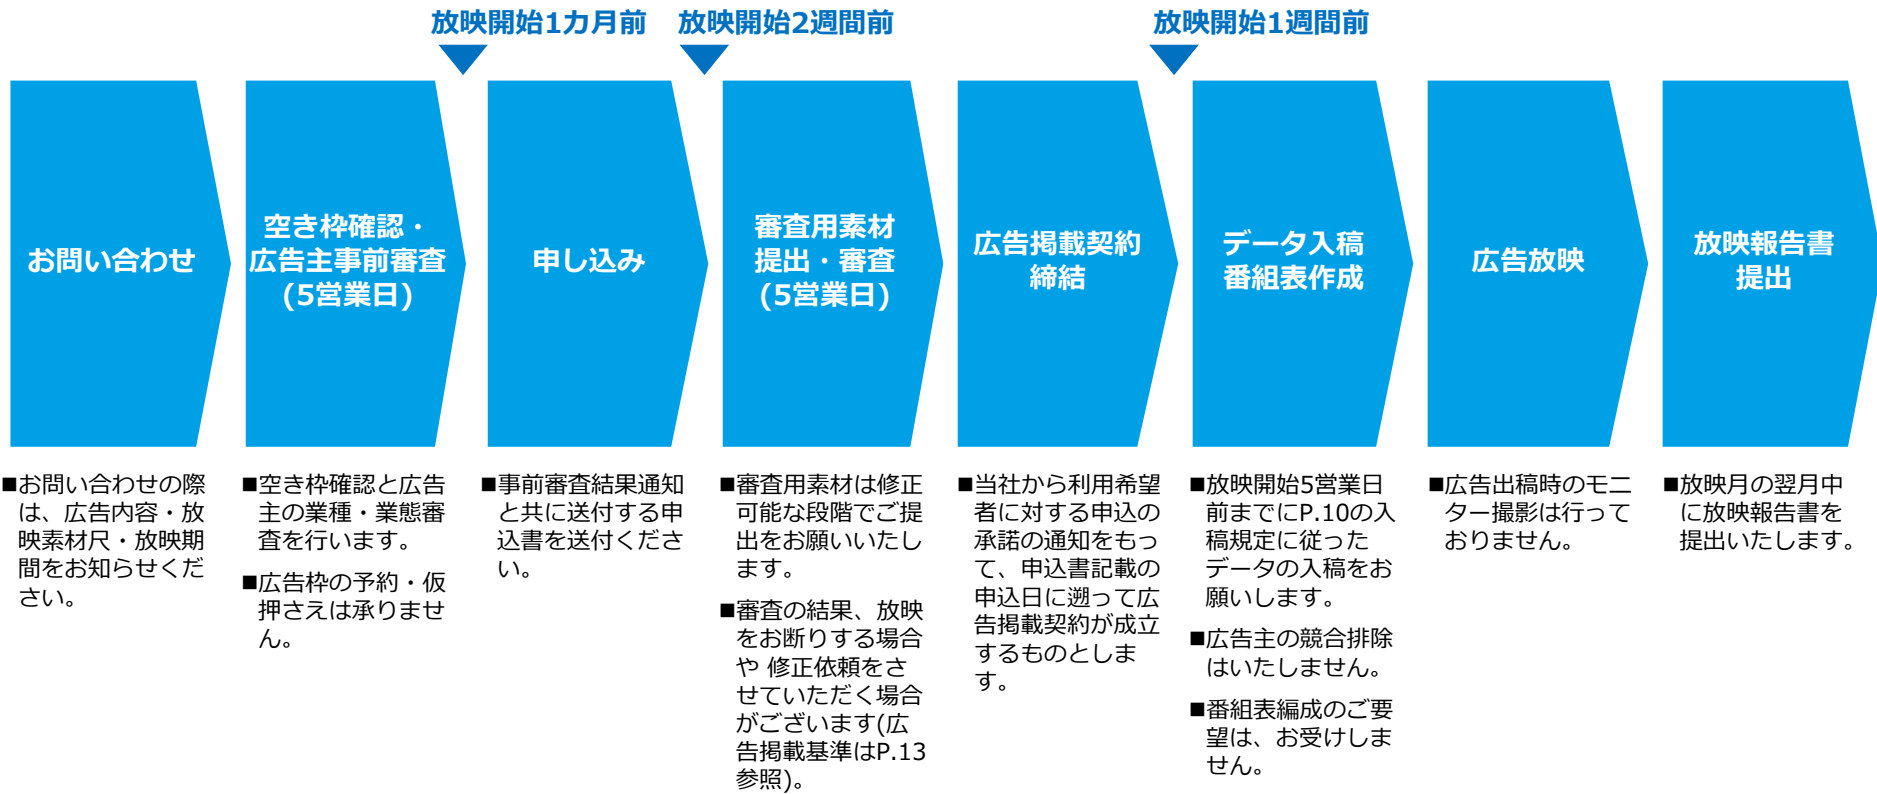 放映開始1カ月前
放映開始2週間前
放映開始1週間前
お問い合わせ
空き枠確認・
広告主事前審査
(5営業日)
申し込み
審査用素材
提出・審査
(5営業日)
広告掲載契約
締結
データ入稿
番組表作成
広告放映
放映報告書
提出
■お問い合わせの際
は、広告内容・放
映素材尺・放映期
間をお知らせくだ
さい。
■空き枠確認と広告
主の業種・業態審
査を行います。
■広告枠の予約・仮
押さえは承りませ
ん。
■事前審査結果通知
と共に送付する申
込書を送付くださ
い。
■審査用素材は修正
可能な段階でご提
出をお願いいたし
ます。
■審査の結果、放映
をお断りする場合
や 修正依頼をさ
せていただく場合
がございます(広
告掲載基準はP.13
参照)。
■当社から利用希望
者に対する申込の
承諾の通知をもっ
て、申込書記載の
申込日に遡って広
告掲載契約が成立
するものとしま
す。
■放映開始5営業日
前までにP.10の入
稿規定に従った
データの入稿をお
願いします。
■広告主の競合排除
はいたしません。
■番組表編成のご要
望は、お受けしま
せん。
■広告出稿時のモニ
ター撮影は行って
おりません。
■放映月の翌月中
に放映報告書を
提出いたします。